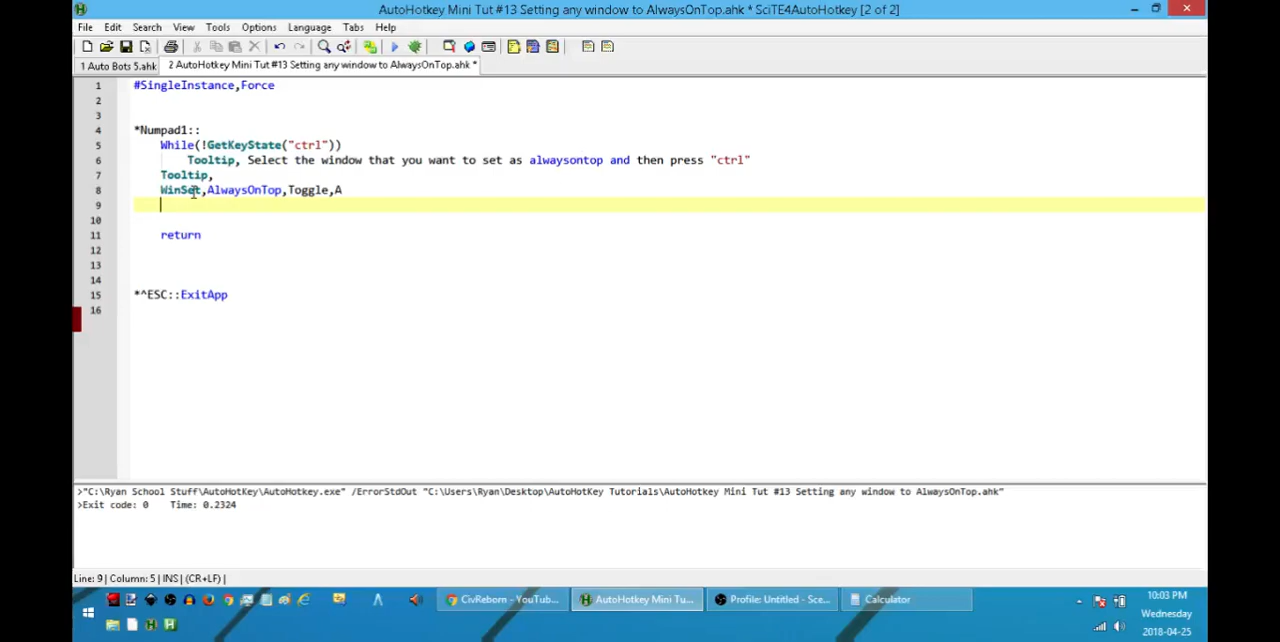 AutoHotkey Mini Tut #13 Setting any window to AlwaysOnTop.ahk * SciTE4AutoHotkey [2 of 2]
File Edit Search View Tools Options Language Tabs Help
1 Auto Bots 5.ahk 2 AutoHotkey Mini Tut #13 Setting any window to AlwaysOnTop.ahk *
1 #SingleInstance,Force
2
3
4 *Numpad1::
5 While(!GetKeyState("ctrl"))
6 Tooltip, Select the window that you want to set as alwaysontop and then press "ctrl"
7 Tooltip,
8 WinSet,AlwaysOnTop,Toggle,A
9
10
11 return
12
13
14
15 *^ESC::ExitApp
16
>"C:\Ryan School Stuff\AutoHotKey\AutoHotkey.exe" /ErrorStdOut "C:\Users\Ryan\Desktop\AutoHotKey Tutorials\AutoHotkey Mini Tut #13 Setting any window to AlwaysOnTop.ahk"
>Exit code: 0 Time: 0.2324
Line: 9 | Column: 5 | INS | (CR+LF) |
CivReborn - YouTub... AutoHotkey Mini Tu... Profile: Untitled - Sce... Calculator
10:03 PM
Wednesday
2018-04-25